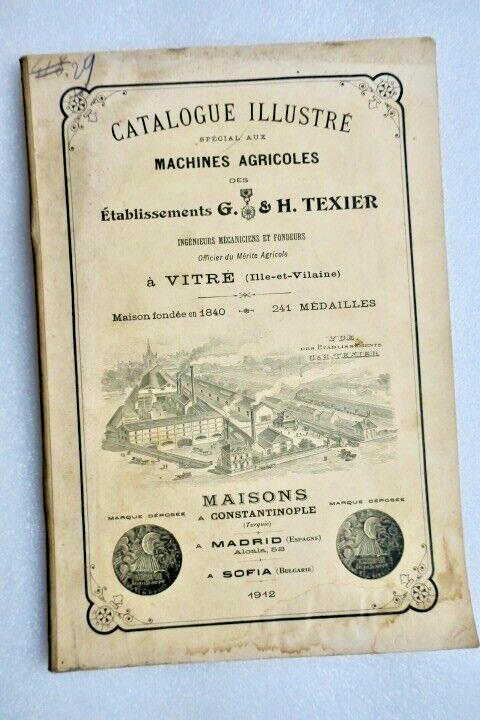 29
CATALOGUE ILLUSTRÉ
SPÉCIAL AUX
MACHINES AGRICOLES
DES
Établissements G. & H. TEXIER
INGÉNIEURS MÉCANICIENS ET FONDEURS
Officier du Mérite Agricole
à VITRÉ (Ille-et-Vilaine)
Maison fondée en 1840 241 MÉDAILLES
VUE
DES ÉTABLISSEMENTS
G&H.TEXIER
MAISONS
MARQUE DÉPOSÉE
A CONSTANTINOPLE
(Turquie)
MARQUE DÉPOSÉE
A MADRID (ESPAGNE)
Alcala, 52
A SOFIA (BULGARIE)
1912